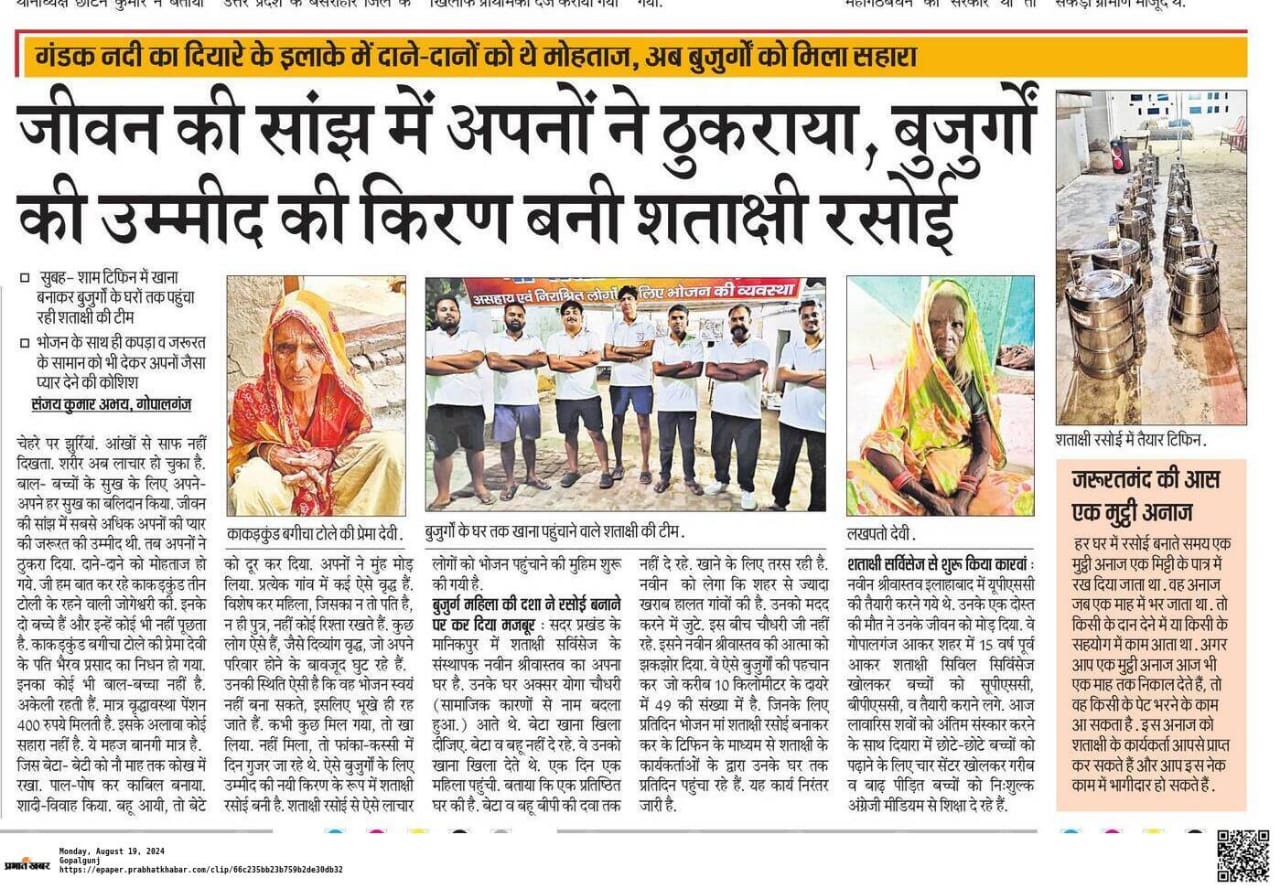 गंडक नदी का दियारे के इलाके में दाने-दानों को थे मोहताज, अब बुजुर्गों को मिला सहारा
जीवन की सांझ में अपनों ने ठुकराया, बुजुर्गों
की उम्मीद की किरण बनी शताक्षी रसोई
सुबह- शाम टिफिन में खाना
बनाकर बुजुर्गों के घरों तक पहुंचा
रही शताक्षी की टीम
भोजन के साथ ही कपड़ा व जरूरत
के सामान को भी देकर अपनों जैसा
प्यार देने की कोशिश
संजय कुमार अभय, गोपालगंज
चेहरे पर झुर्रियां. आंखों से साफ नहीं
दिखता. शरीर अब लाचार हो चुका है.
बाल- बच्चों के सुख के लिए अपने-
अपने हर सुख का बलिदान किया. जीवन
की सांझ में सबसे अधिक अपनों की प्यार
की जरूरत की उम्मीद थी. तब अपनों ने
ठुकरा दिया. दाने-दाने को मोहताज हो
गये. जी हम बात कर रहे काकड़कुंड तीन
टोली के रहने वाली जोगेश्वरी की. इनके
दो बच्चे हैं और इन्हें कोई भी नहीं पूछता
है. काकड़कुंड बगीचा टोले की प्रेमा देवी
के पति भैरव प्रसाद का निधन हो गया.
इनका कोई भी बाल-बच्चा नहीं है.
अकेली रहती हैं. मात्र वृद्धावस्था पेंशन
400 रुपये मिलती है. इसके अलावा कोई
सहारा नहीं है. ये महज बानगी मात्र है.
जिस बेटा- बेटी को नौ माह तक कोख में
रखा. पाल-पोष कर काबिल बनाया.
शादी-विवाह किया. बहू आयी, तो बेटे
काकड़कुंड बगीचा टोले की प्रेमा देवी .
को दूर कर दिया. अपनों ने मुंह मोड़
लिया. प्रत्येक गांव में कई ऐसे वृद्ध हैं.
विशेष कर महिला, जिसका न तो पति है,
न ही पुत्र, नहीं कोई रिश्ता रखते हैं. कुछ
लोग ऐसे हैं, जैसे दिव्यांग वृद्ध, जो अपने
परिवार होने के बावजूद घुट रहे हैं.
उनकी स्थिति ऐसी है कि वह भोजन स्वयं
नहीं बना सकते, इसलिए भूखे ही रह
जाते हैं. कभी कुछ मिल गया, तो खा
लिया. नहीं मिला, तो फांका-कस्सी में
दिन गुजर जा रहे थे. ऐसे बुजुर्गों के लिए
उम्मीद की नयी किरण के रूप में शताक्षी
रसोई बनी है. शताक्षी रसोई से ऐसे लाचार
असहाय एवं निराश्रित लोगों लिए भोजन की व्यवस्था
बुजुर्गों के घर तक खाना पहुंचाने वाले शताक्षी की टीम .
लोगों को भोजन पहुंचाने की मुहिम शुरू
की गयी है.
बुजुर्ग महिला की दशा ने रसोई बनाने
पर कर दिया मजबूर : सदर प्रखंड के
मानिकपुर में शताक्षी सर्विसेज के
संस्थापक नवीन श्रीवास्तव का अपना
घर है. उनके घर अक्सर योगा चौधरी
(सामाजिक कारणों से नाम बदला
हुआ.) आते थे. बेटा खाना खिला
दीजिए. बेटा व बहू नहीं दे रहे. वे उनको
खाना खिला देते थे. एक दिन एक
महिला पहुंची. बताया कि एक प्रतिष्ठित
घर की है. बेटा व बहू बीपी की दवा तक
नहीं दे रहे. खाने के लिए तरस रही है.
नवीन को लेगा कि शहर से ज्यादा
खराब हालत गांवों की है. उनको मदद
करने में जुटे. इस बीच चौधरी जी नहीं
रहे. इसने नवीन श्रीवास्तव की आत्मा को
झकझोर दिया. वे ऐसे बुजुर्गों की पहचान
कर जो करीब 10 किलोमीटर के दायरे
में 49 की संख्या में है. जिनके लिए
प्रतिदिन भोजन मां शताक्षी रसोई बनाकर
कर के टिफिन के माध्यम से शताक्षी के
कार्यकर्ताओं के द्वारा उनके घर तक
प्रतिदिन पहुंचा रहे हैं. यह कार्य निरंतर
जारी है.
लखपतो देवी .
शताक्षी सर्विसेज से शुरू किया कारवां :
नवीन श्रीवास्तव इलाहाबाद में यूपीएससी
की तैयारी करने गये थे. उनके एक दोस्त
की मौत ने उनके जीवन को मोड़ दिया. वे
गोपालगंज आकर शहर में 15 वर्ष पूर्व
आकर शताक्षी सिविल सिर्विसेज
खोलकर बच्चों को सूपीएससी,
बीपीएससी, व तैयारी कराने लगे. आज
लावारिस शवों को अंतिम संस्कार करने
के साथ दियारा में छोटे-छोटे बच्चों को
पढ़ाने के लिए चार सेंटर खोलकर गरीब
व बाढ़ पीड़ित बच्चों को निःशुल्क
अंग्रेजी मीडियम से शिक्षा दे रहे हैं.
शताक्षी रसोई में तैयार टिफिन .
जरूरतमंद की आस
एक मुट्ठी अनाज
हर घर में रसोई बनाते समय एक
मुट्ठी अनाज एक मिट्टी के पात्र में
रख दिया जाता था . वह अनाज
जब एक माह में भर जाता था . तो
किसी के दान देने में या किसी के
सहयोग में काम आता था . अगर
आप एक मुट्ठी अनाज आज भी
एक माह तक निकाल देते हैं, तो
वह किसी के पेट भरने के काम
आ सकता है . इस अनाज को
शताक्षी के कार्यकर्ता आपसे प्राप्त
कर सकते हैं और आप इस नेक
काम में भागीदार हो सकते हैं .
प्रभात खबर
Monday, August 19, 2024
Gopalgunj
https://epaper.prabhatkhabar.com/clip/66c235bb23b759b2de30db32